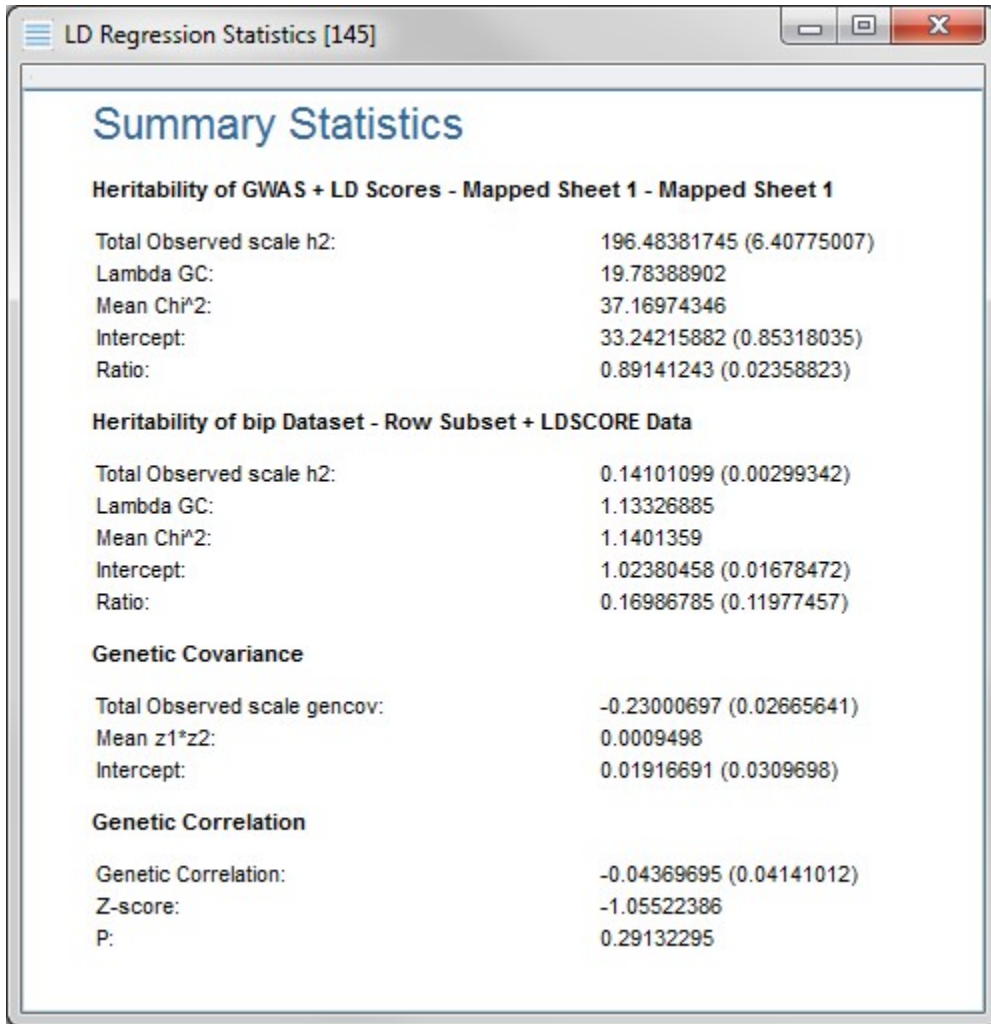 LD Regression Statistics [145]
Summary Statistics
Heritability of GWAS + LD Scores - Mapped Sheet 1 - Mapped Sheet 1
Total Observed scale h2: 196.48381745 (6.40775007)
Lambda GC: 19.78388902
Mean Chi^2: 37.16974346
Intercept: 33.24215882 (0.85318035)
Ratio: 0.89141243 (0.02358823)
Heritability of bip Dataset - Row Subset + LDSCORE Data
Total Observed scale h2: 0.14101099 (0.00299342)
Lambda GC: 1.13326885
Mean Chi^2: 1.1401359
Intercept: 1.02380458 (0.01678472)
Ratio: 0.16986785 (0.11977457)
Genetic Covariance
Total Observed scale gencov: -0.23000697 (0.02665641)
Mean z1*z2: 0.0009498
Intercept: 0.01916691 (0.0309698)
Genetic Correlation
Genetic Correlation: -0.04369695 (0.04141012)
Z-score: -1.05522386
P: 0.29132295